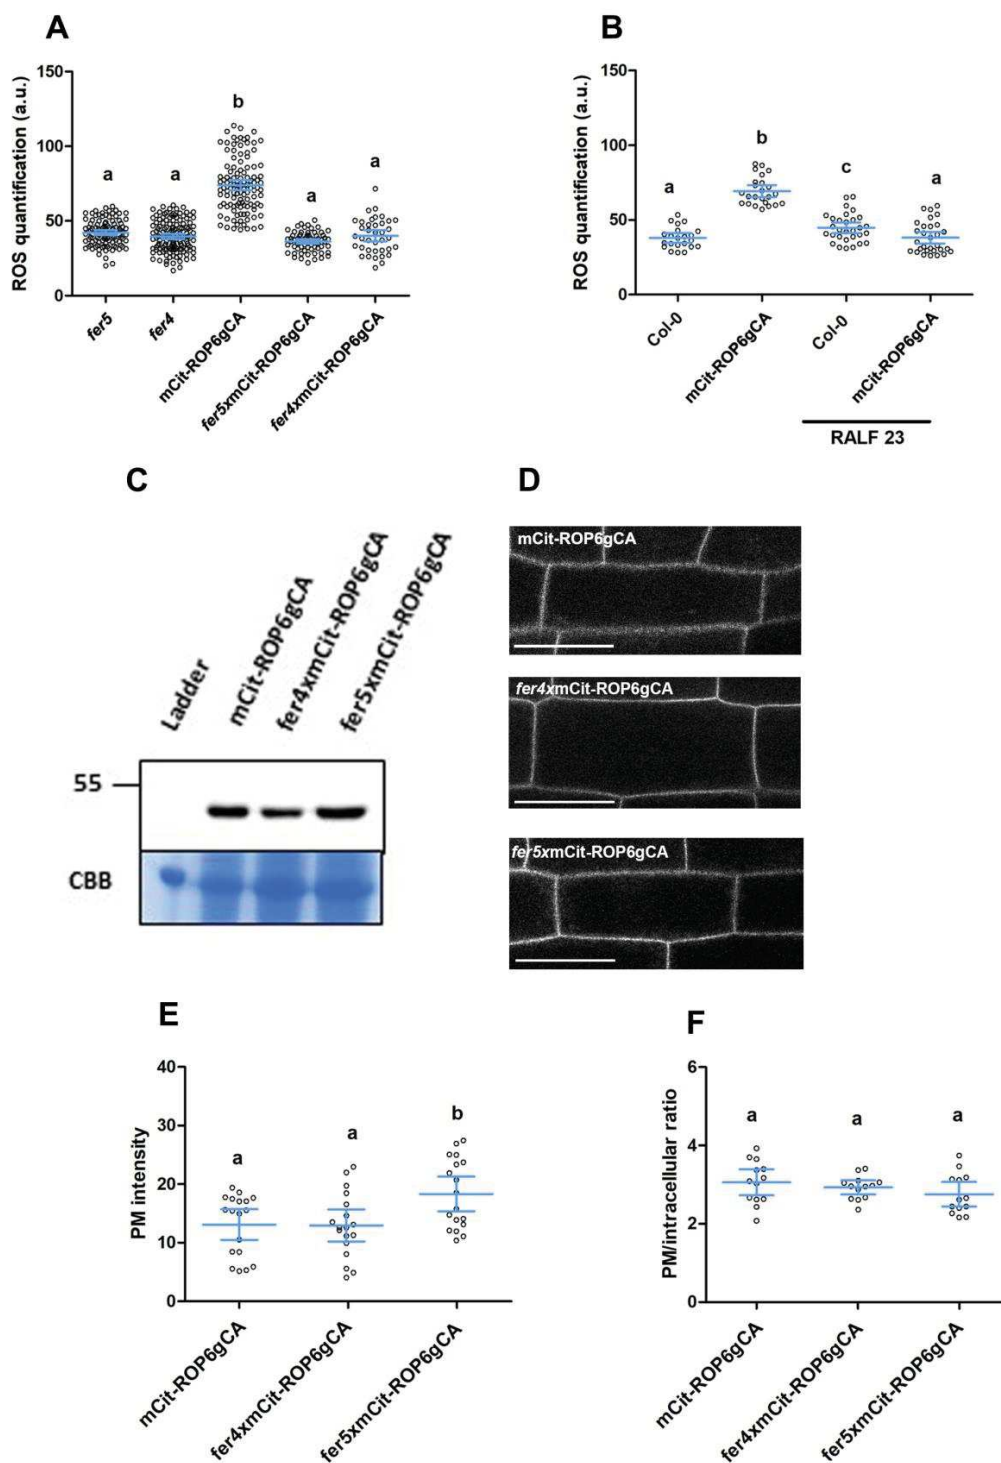 A
ROS quantification (a.u.)
150
100
50
0
a
a
b
a
a
fer5
fer4
mCit-ROP6gCA
fer5xmCit-ROP6gCA
fer4xmCit-ROP6gCA
B
ROS quantification (a.u.)
150
100
50
0
a
b
c
a
Col-0
mCit-ROP6gCA
Col-0
mCit-ROP6gCA
RALF 23
C
Ladder
mCit-ROP6gCA
fer4xmCit-ROP6gCA
fer5xmCit-ROP6gCA
55
CBB
D
mCit-ROP6gCA
fer4xmCit-ROP6gCA
fer5xmCit-ROP6gCA
E
PM intensity
40
30
20
10
0
a
a
b
mCit-ROP6gCA
fer4xmCit-ROP6gCA
fer5xmCit-ROP6gCA
F
PM/intracellular ratio
6
4
2
0
a
a
a
mCit-ROP6gCA
fer4xmCit-ROP6gCA
fer5xmCit-ROP6gCA